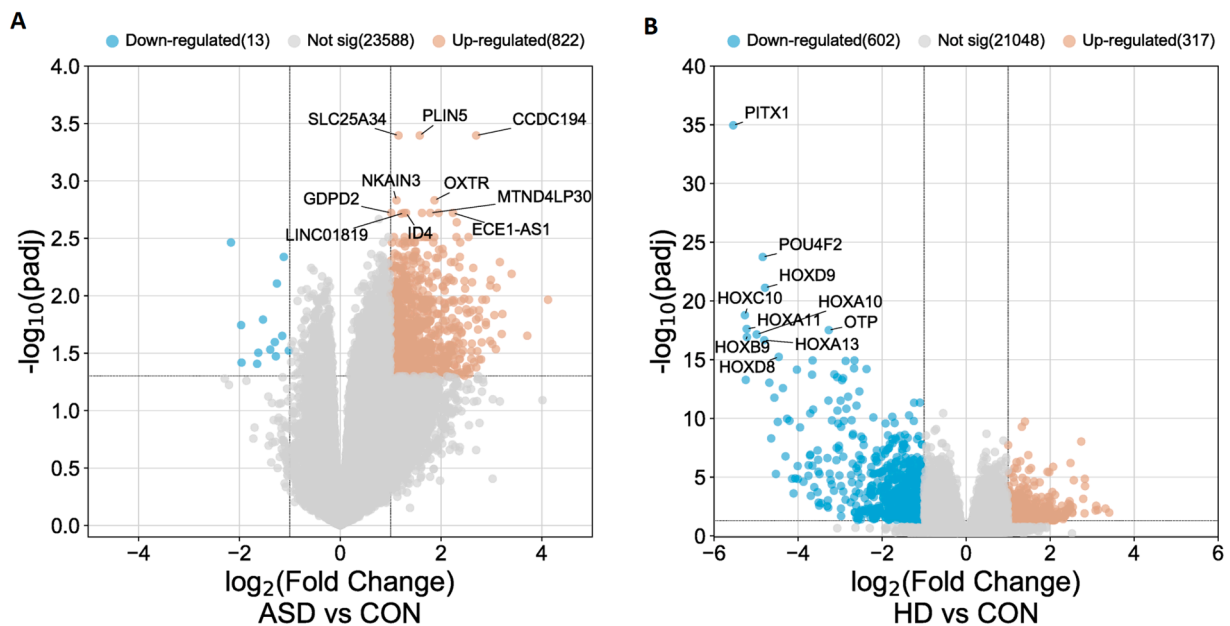 A
Down-regulated(13) Not sig(23588) Up-regulated(822)
4.0
3.5
3.0
2.5
2.0
1.5
1.0
0.5
0.0
-log10(padj)
SLC25A34 PLIN5 CCDC194
NKAIN3 OXTR
GDPD2 MTND4LP30
LINC01819 ID4 ECE1-AS1
−4 −2 0 2 4
log2(Fold Change)
ASD vs CON
B
Down-regulated(602) Not sig(21048) Up-regulated(317)
40
35
30
25
20
15
10
5
0
-log10(padj)
PITX1
POU4F2
HOXD9
HOXC10 HOXA10
HOXA11 OTP
HOXB9 HOXA13
HOXD8
−6 −4 −2 0 2 4 6
log2(Fold Change)
HD vs CON